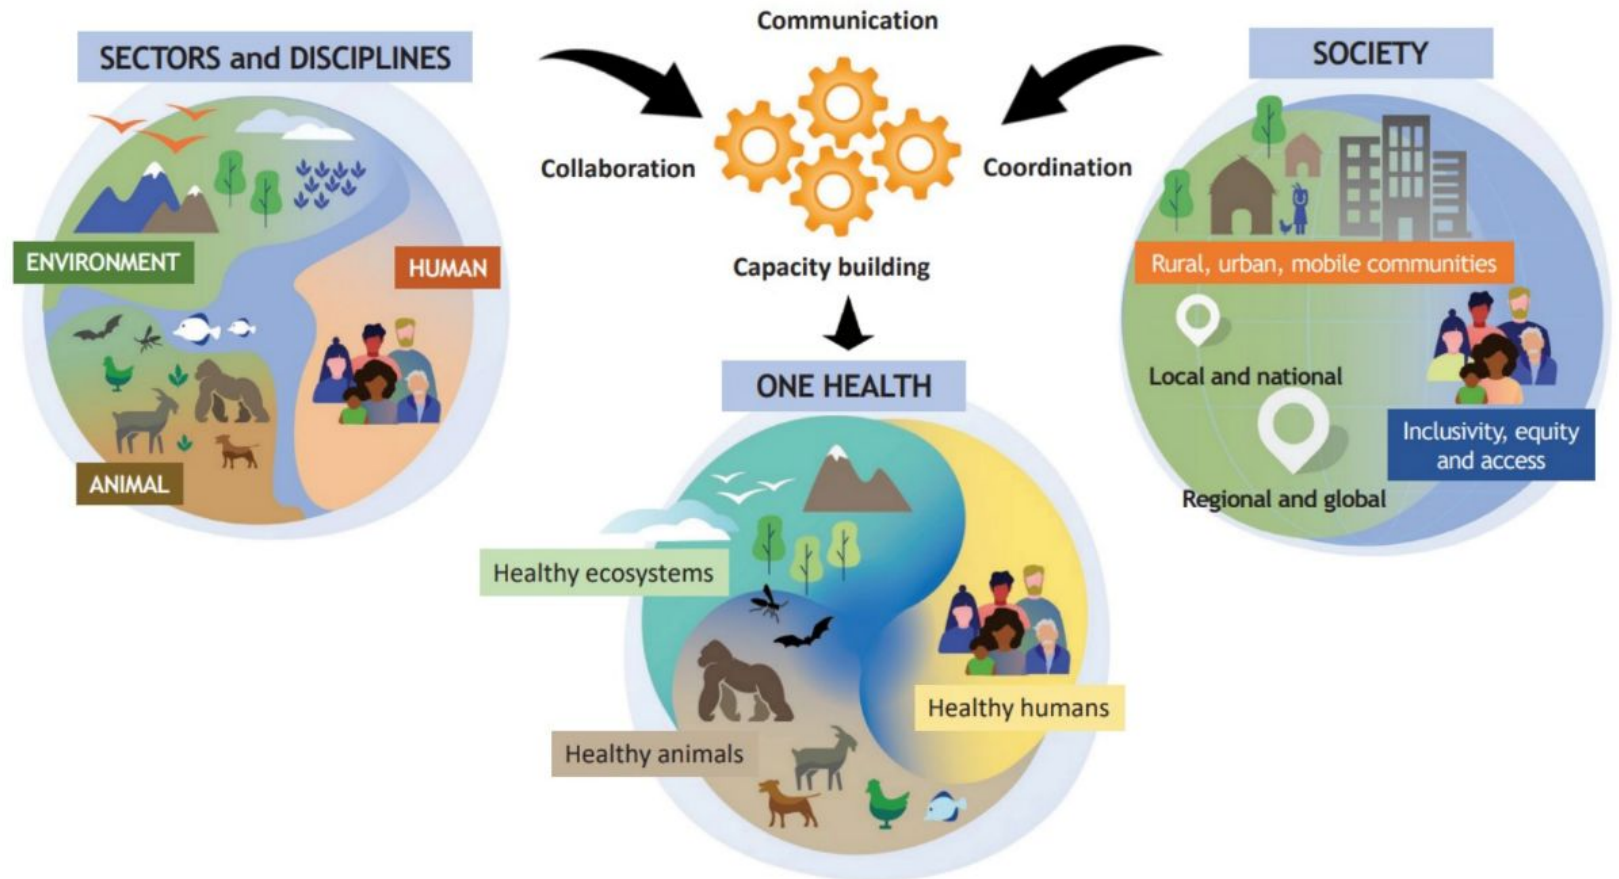 Communication
SECTORS and DISCIPLINES
SOCIETY
Collaboration
Coordination
ENVIRONMENT
HUMAN
Capacity building
Rural, urban, mobile communities
ONE HEALTH
Local and national
Inclusivity, equity
and access
ANIMAL
Regional and global
Healthy ecosystems
Healthy humans
Healthy animals